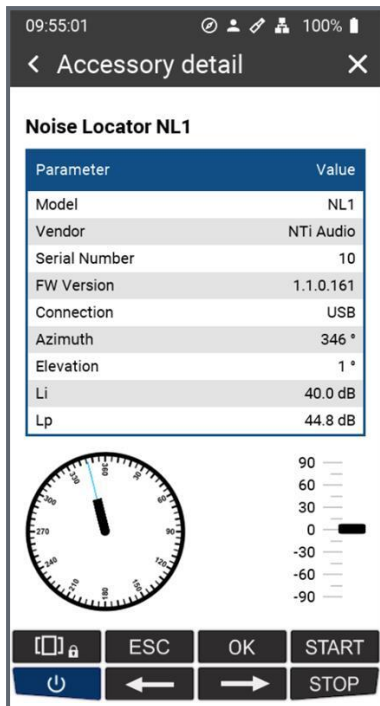 09:55:01 100%
Accessory detail
Noise Locator NL1
Parameter Value
Model NL1
Vendor NTi Audio
Serial Number 10
FW Version 1.1.0.161
Connection USB
Azimuth 346 °
Elevation 1 °
Li 40.0 dB
Lp 44.8 dB
360
30
60
90
120
150
180
210
240
270
300
330
90
60
30
0
-30
-60
-90
ESC OK START
STOP